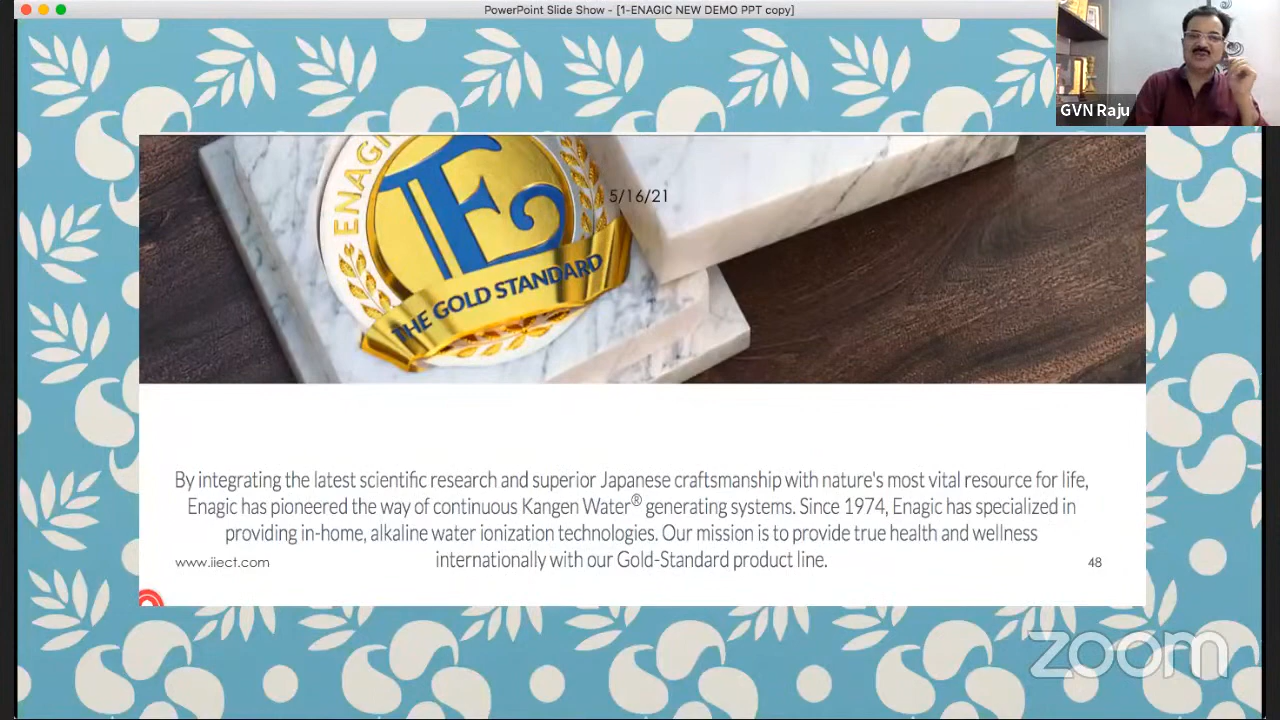 PowerPoint Slide Show - [1-ENAGIC NEW DEMO PPT copy]
GVN Raju
ENAGI
E
5/16/21
THE GOLD STANDARD
By integrating the latest scientific research and superior Japanese craftsmanship with nature's most vital resource for life,
Enagic has pioneered the way of continuous Kangen Water® generating systems. Since 1974, Enagic has specialized in
providing in-home, alkaline water ionization technologies. Our mission is to provide true health and wellness
internationally with our Gold-Standard product line.
www.iiect.com
48
zoom